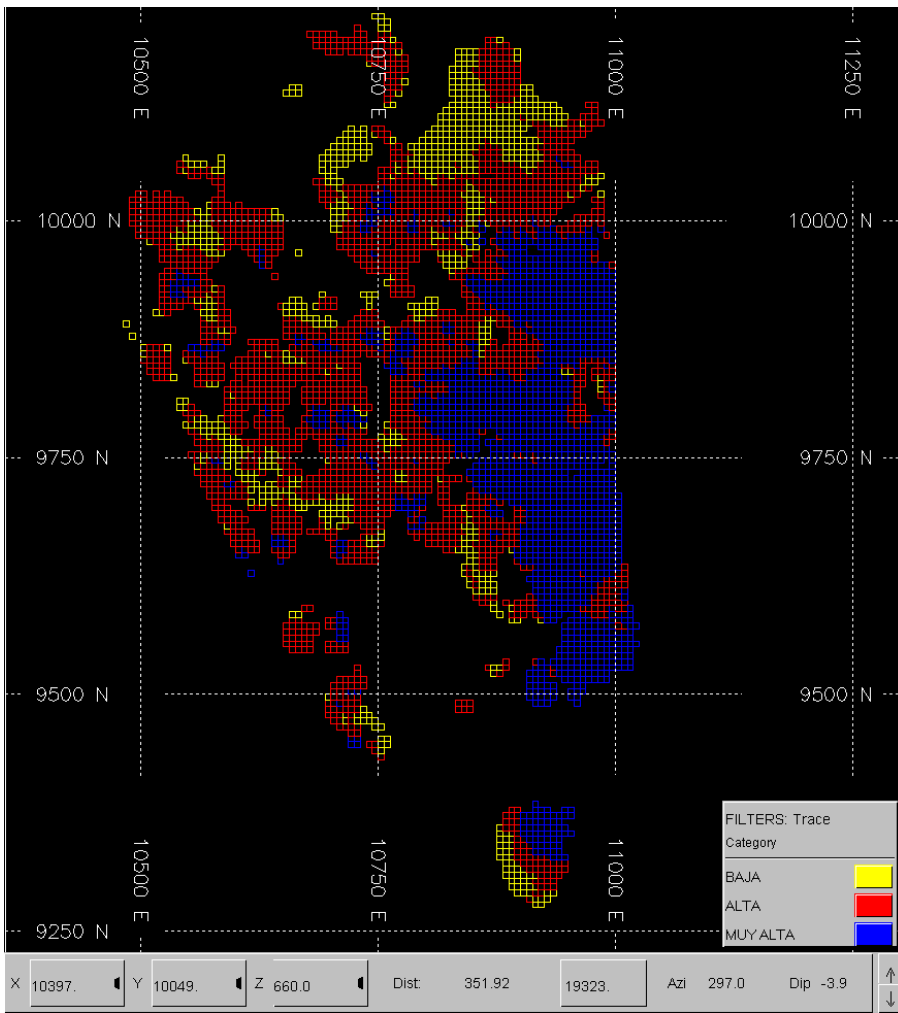 10500 E
10750 E
11000 E
11250 E
10000 N
10000 N
9750 N
9750 N
9500 N
9500 N
10500 E
10750 E
11000 E
9250 N
FILTERS: Trace
Category
BAJA
ALTA
MUY ALTA
X 10397. Y 10049. Z 660.0 Dist: 351.92 19323. Azi 297.0 Dip -3.9